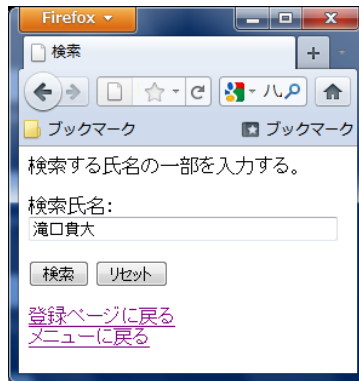 Firefox
検索
ブックマーク
ブックマーク
検索する氏名の一部を入力する。
検索氏名:
滝口貴大
検索 リセット
登録ページに戻る
メニューに戻る